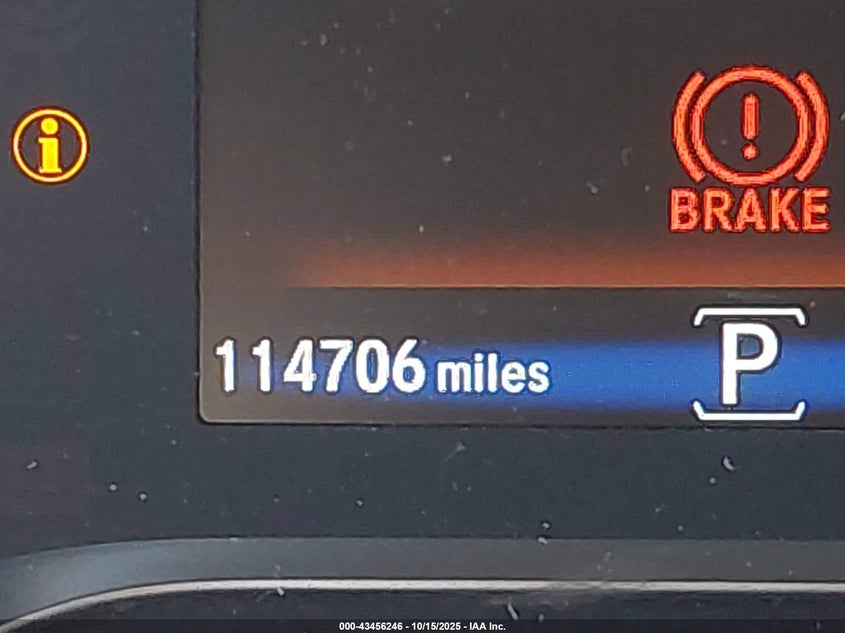 i
!
BRAKE
114706 miles
P
000-43456246 - 10/15/2025 - IAA Inc.